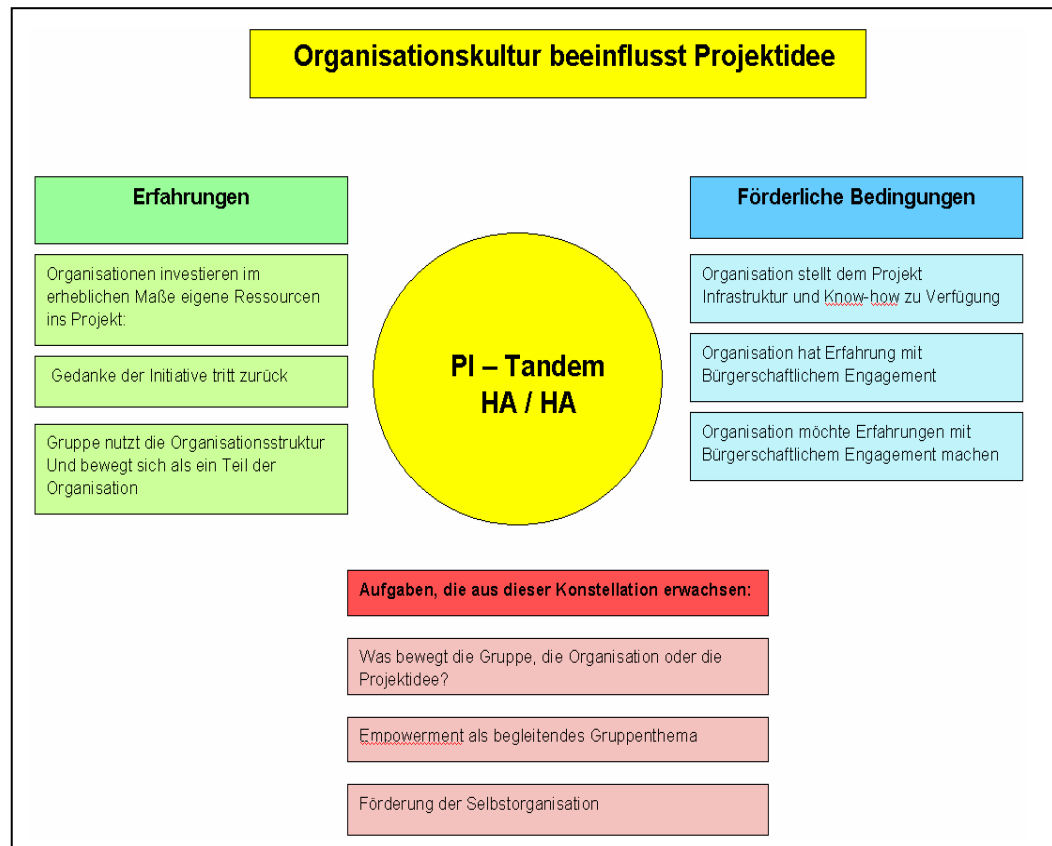 Organisationskultur beeinflusst Projektidee
Erfahrungen
Organisationen investieren im
erheblichen Maße eigene Ressourcen
ins Projekt:
Gedanke der Initiative tritt zurück
Gruppe nutzt die Organisationsstruktur
Und bewegt sich als ein Teil der
Organisation
PI – Tandem
HA / HA
Förderliche Bedingungen
Organisation stellt dem Projekt
Infrastruktur und Know-how zu Verfügung
Organisation hat Erfahrung mit
Bürgerschaftlichem Engagement
Organisation möchte Erfahrungen mit
Bürgerschaftlichem Engagement machen
Aufgaben, die aus dieser Konstellation erwachsen:
Was bewegt die Gruppe, die Organisation oder die
Projektidee?
Empowerment als begleitendes Gruppenthema
Förderung der Selbstorganisation